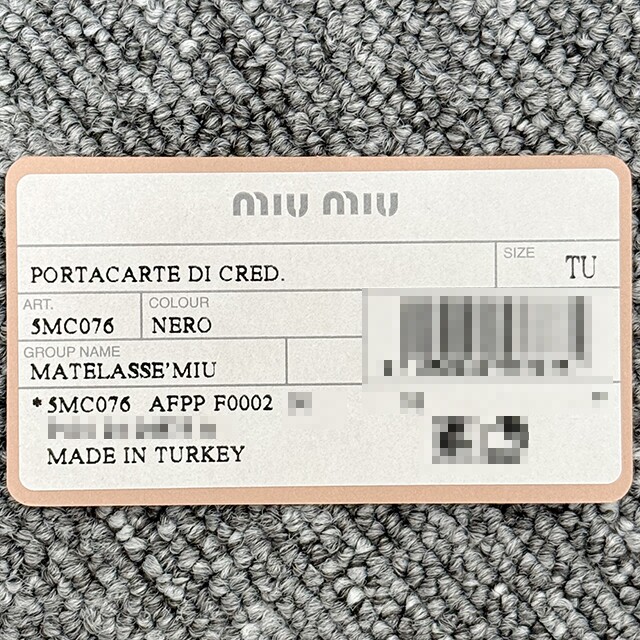 miu miu
PORTACARTE DI CRED.
SIZE
TU
ART.
5MC076
COLOUR
NERO
GROUP NAME
MATELASSE'MIU
*5MC076 AFPP F0002
MADE IN TURKEY